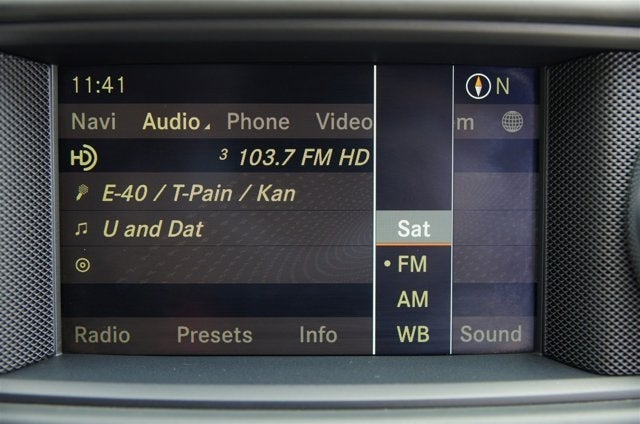 11:41 N
Navi Audio Phone Video m
HD 3 103.7 FM HD
E-40 / T-Pain / Kan
U and Dat
Sat
• FM
AM
Radio Presets Info WB Sound